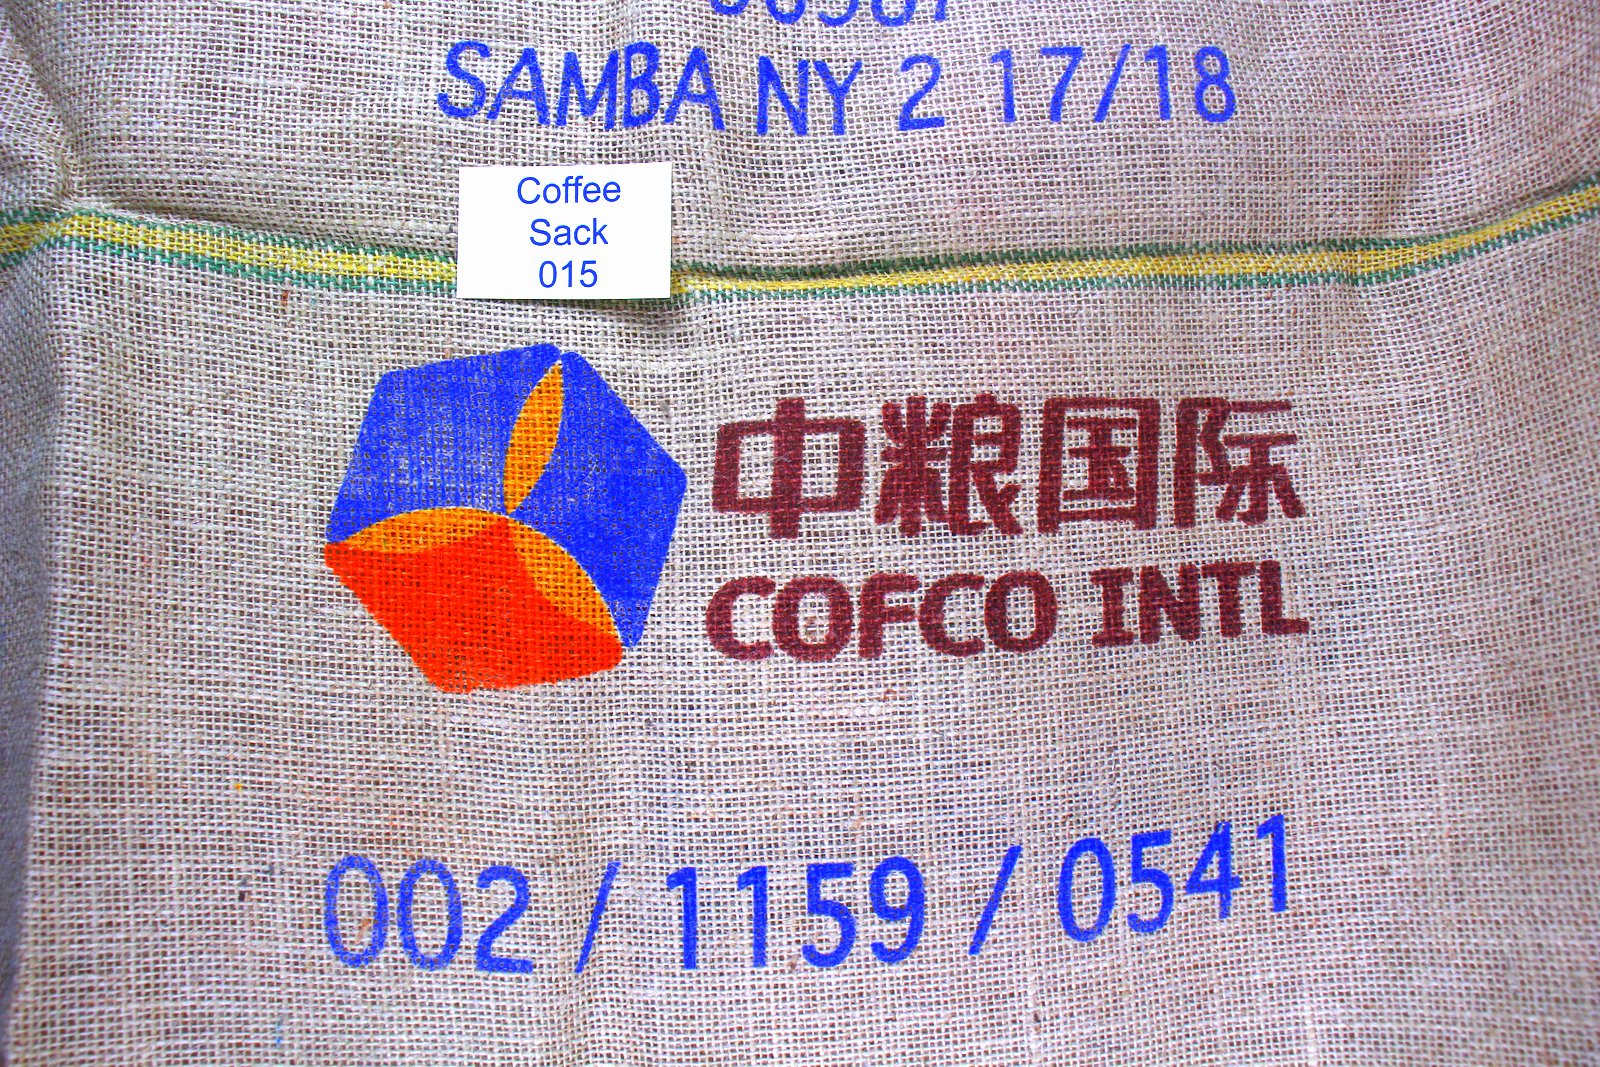 SAMBA NY 2 17/18
Coffee
Sack
015
中粮国际
COFCO INTL
002 / 1159 / 0541